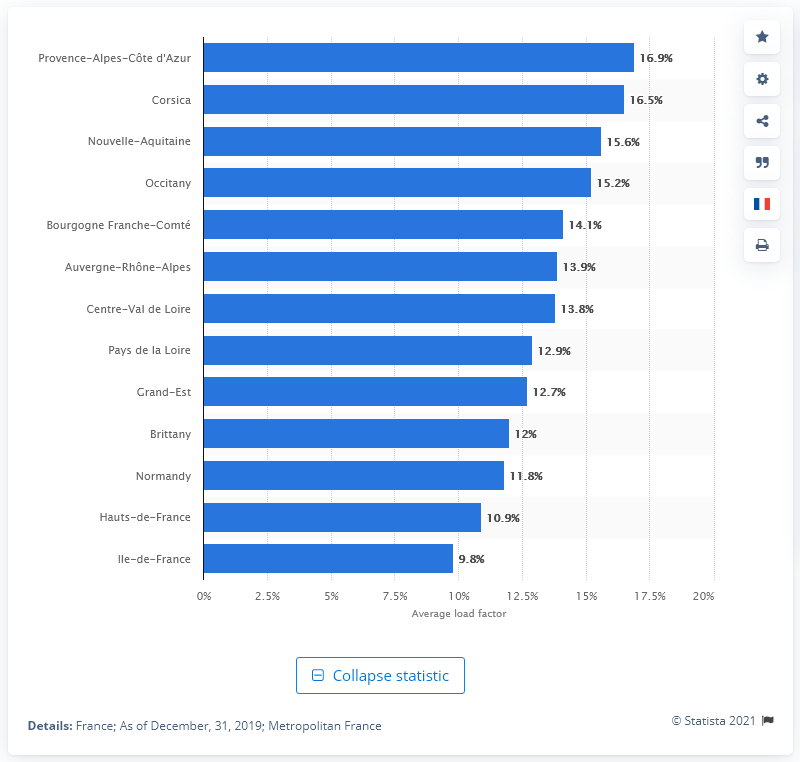 Provence-Alpes-Côte d'Azur 16.9%
Corsica 16.5%
Nouvelle-Aquitaine 15.6%
Occitany 15.2%
Bourgogne Franche-Comté 14.1%
Auvergne-Rhône-Alpes 13.9%
Centre-Val de Loire 13.8%
Pays de la Loire 12.9%
Grand-Est 12.7%
Brittany 12%
Normandy 11.8%
Hauts-de-France 10.9%
Ile-de-France 9.8%
0% 2.5% 5% 7.5% 10% 12.5% 15% 17.5% 20%
Average load factor
Collapse statistic
© Statista 2021
Details: France; As of December, 31, 2019; Metropolitan France